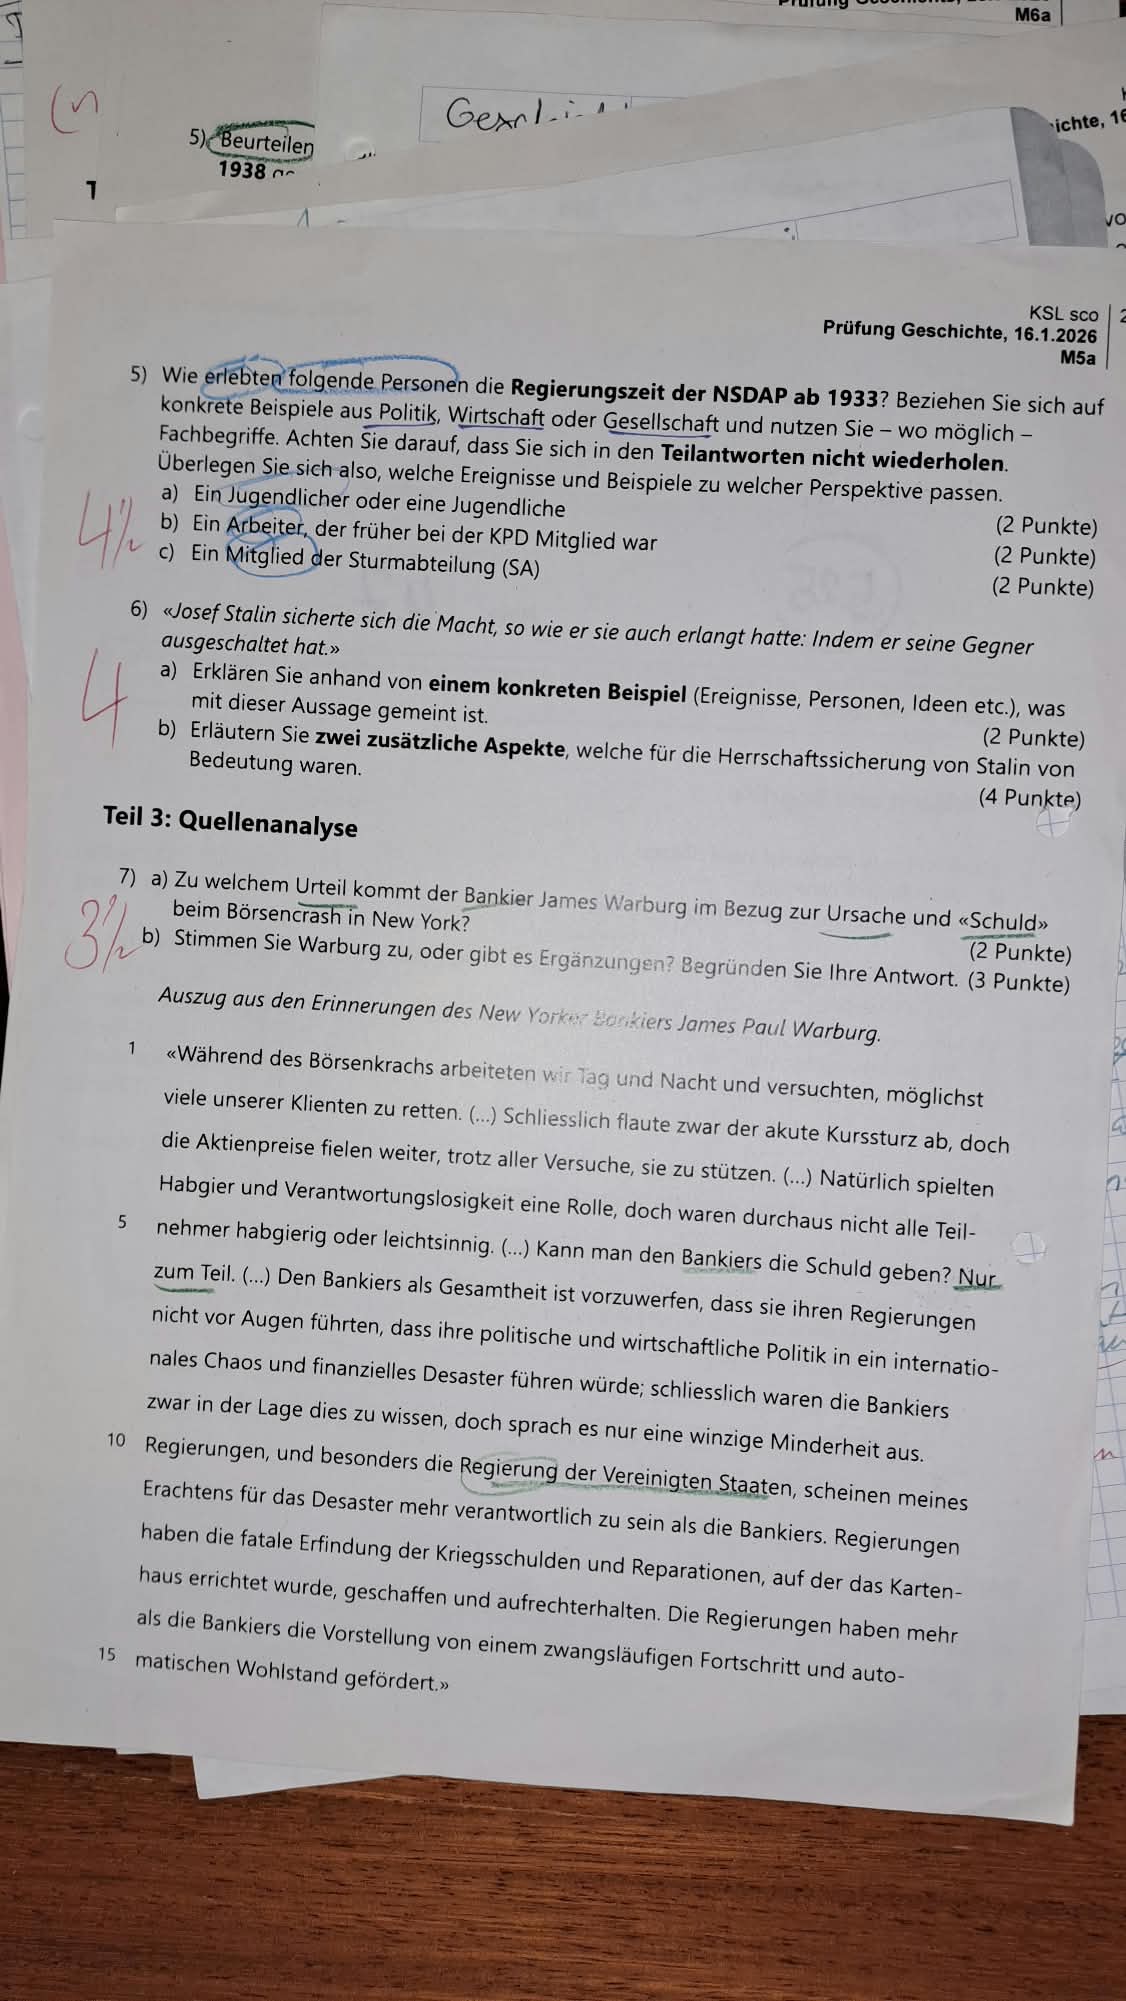 M6a
5) Beurteilen
1938
KSL sco
Prüfung Geschichte, 16.1.2026
M5a
5) Wie erlebten folgende Personen die Regierungszeit der NSDAP ab 1933? Beziehen Sie sich auf
konkrete Beispiele aus Politik, Wirtschaft oder Gesellschaft und nutzen Sie – wo möglich –
Fachbegriffe. Achten Sie darauf, dass Sie sich in den Teilantworten nicht wiederholen.
Überlegen Sie sich also, welche Ereignisse und Beispiele zu welcher Perspektive passen.
a) Ein Jugendlicher oder eine Jugendliche (2 Punkte)
b) Ein Arbeiter, der früher bei der KPD Mitglied war (2 Punkte)
c) Ein Mitglied der Sturmabteilung (SA) (2 Punkte)
4½
6) «Josef Stalin sicherte sich die Macht, so wie er sie auch erlangt hatte: Indem er seine Gegner
ausgeschaltet hat.»
a) Erklären Sie anhand von einem konkreten Beispiel (Ereignisse, Personen, Ideen etc.), was
mit dieser Aussage gemeint ist. (2 Punkte)
4
b) Erläutern Sie zwei zusätzliche Aspekte, welche für die Herrschaftssicherung von Stalin von
Bedeutung waren. (4 Punkte)
Teil 3: Quellenanalyse
7) a) Zu welchem Urteil kommt der Bankier James Warburg im Bezug zur Ursache und «Schuld»
beim Börsencrash in New York? (2 Punkte)
3½
b) Stimmen Sie Warburg zu, oder gibt es Ergänzungen? Begründen Sie Ihre Antwort. (3 Punkte)
Auszug aus den Erinnerungen des New Yorker Bankiers James Paul Warburg.
1 «Während des Börsenkrachs arbeiteten wir Tag und Nacht und versuchten, möglichst
viele unserer Klienten zu retten. (...) Schliesslich flaute zwar der akute Kurssturz ab, doch
die Aktienpreise fielen weiter, trotz aller Versuche, sie zu stützen. (...) Natürlich spielten
Habgier und Verantwortungslosigkeit eine Rolle, doch waren durchaus nicht alle Teil-
5 nehmer habgierig oder leichtsinnig. (...) Kann man den Bankiers die Schuld geben? Nur
zum Teil. (...) Den Bankiers als Gesamtheit ist vorzuwerfen, dass sie ihren Regierungen
nicht vor Augen führten, dass ihre politische und wirtschaftliche Politik in ein internatio-
nales Chaos und finanzielles Desaster führen würde; schliesslich waren die Bankiers
zwar in der Lage dies zu wissen, doch sprach es nur eine winzige Minderheit aus.
10 Regierungen, und besonders die Regierung der Vereinigten Staaten, scheinen meines
Erachtens für das Desaster mehr verantwortlich zu sein als die Bankiers. Regierungen
haben die fatale Erfindung der Kriegsschulden und Reparationen, auf der das Karten-
haus errichtet wurde, geschaffen und aufrechterhalten. Die Regierungen haben mehr
als die Bankiers die Vorstellung von einem zwangsläufigen Fortschritt und auto-
15 matischen Wohlstand gefördert.»